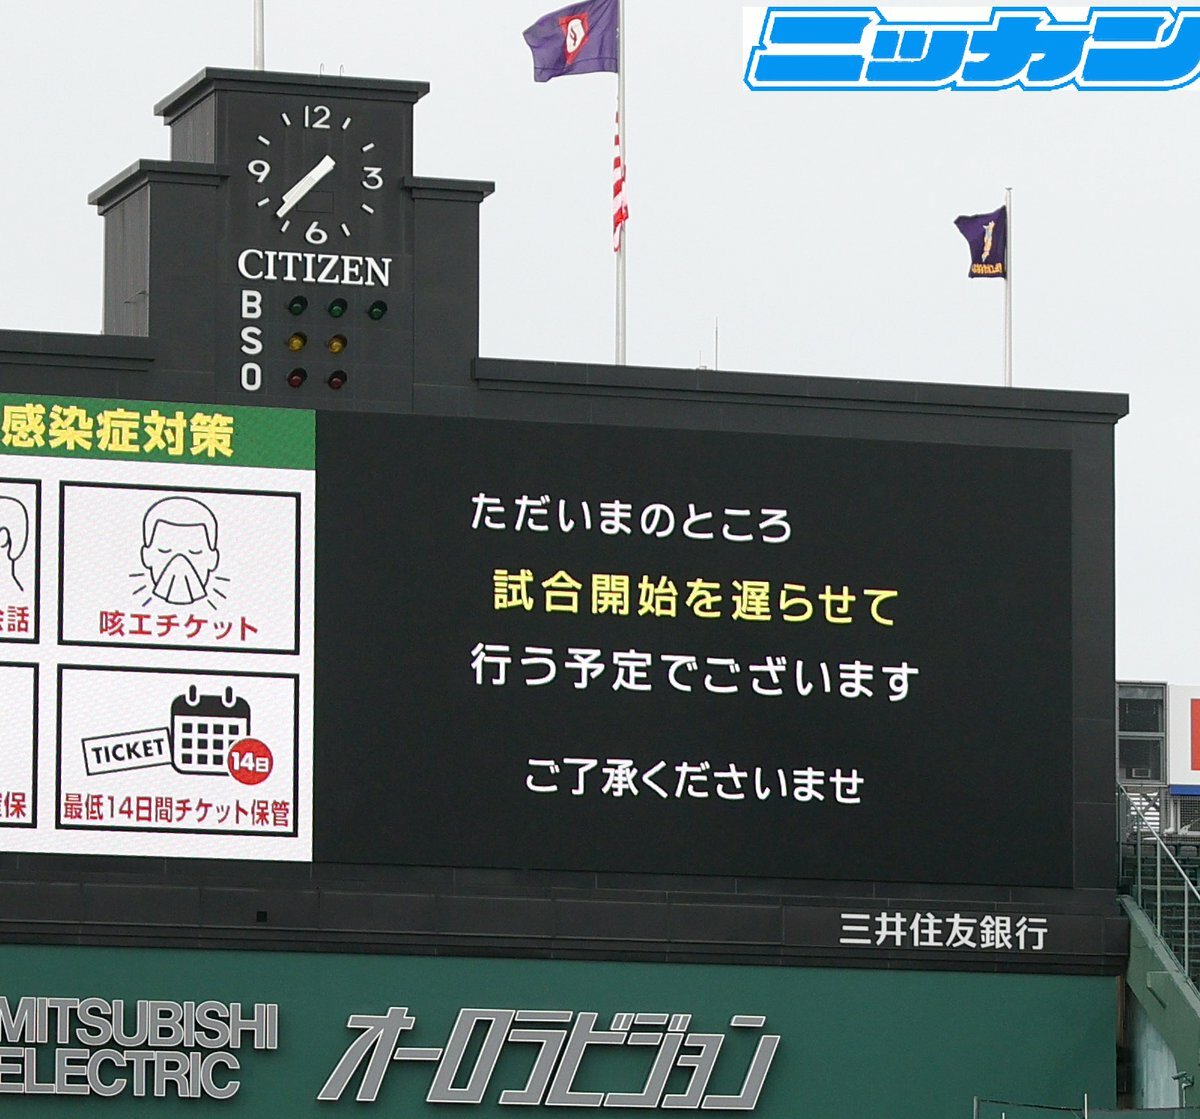 ニッカン
12
9
3
6
CITIZEN
B
S
O
感染症対策
ただいまのところ
試合開始を遅らせて
行う予定でございます
ご了承くださいませ
会話
咳エチケット
TICKET
14日
保
最低14日間チケット保管
三井住友銀行
MITSUBISHI
ELECTRIC
オーロラビジョン